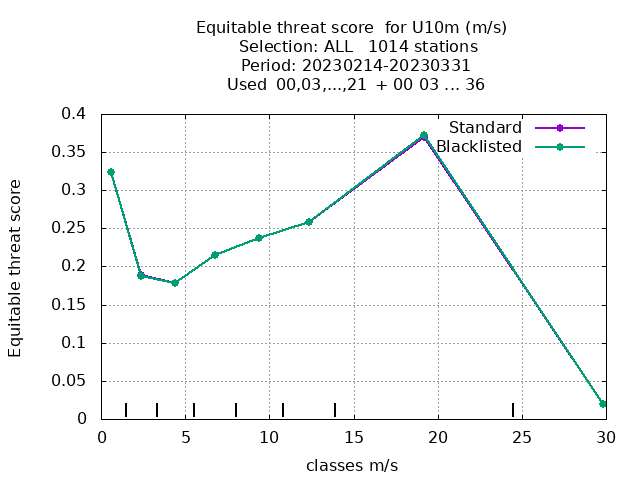 Equitable threat score  for U10m (m/s)
Selection: ALL   1014 stations
Period: 20230214-20230331
Used  00,03,...,21  + 00 03 ... 36
Standard
Blacklisted
Equitable threat score
0.4
0.35
0.3
0.25
0.2
0.15
0.1
0.05
0
0 5 10 15 20 25 30
classes m/s